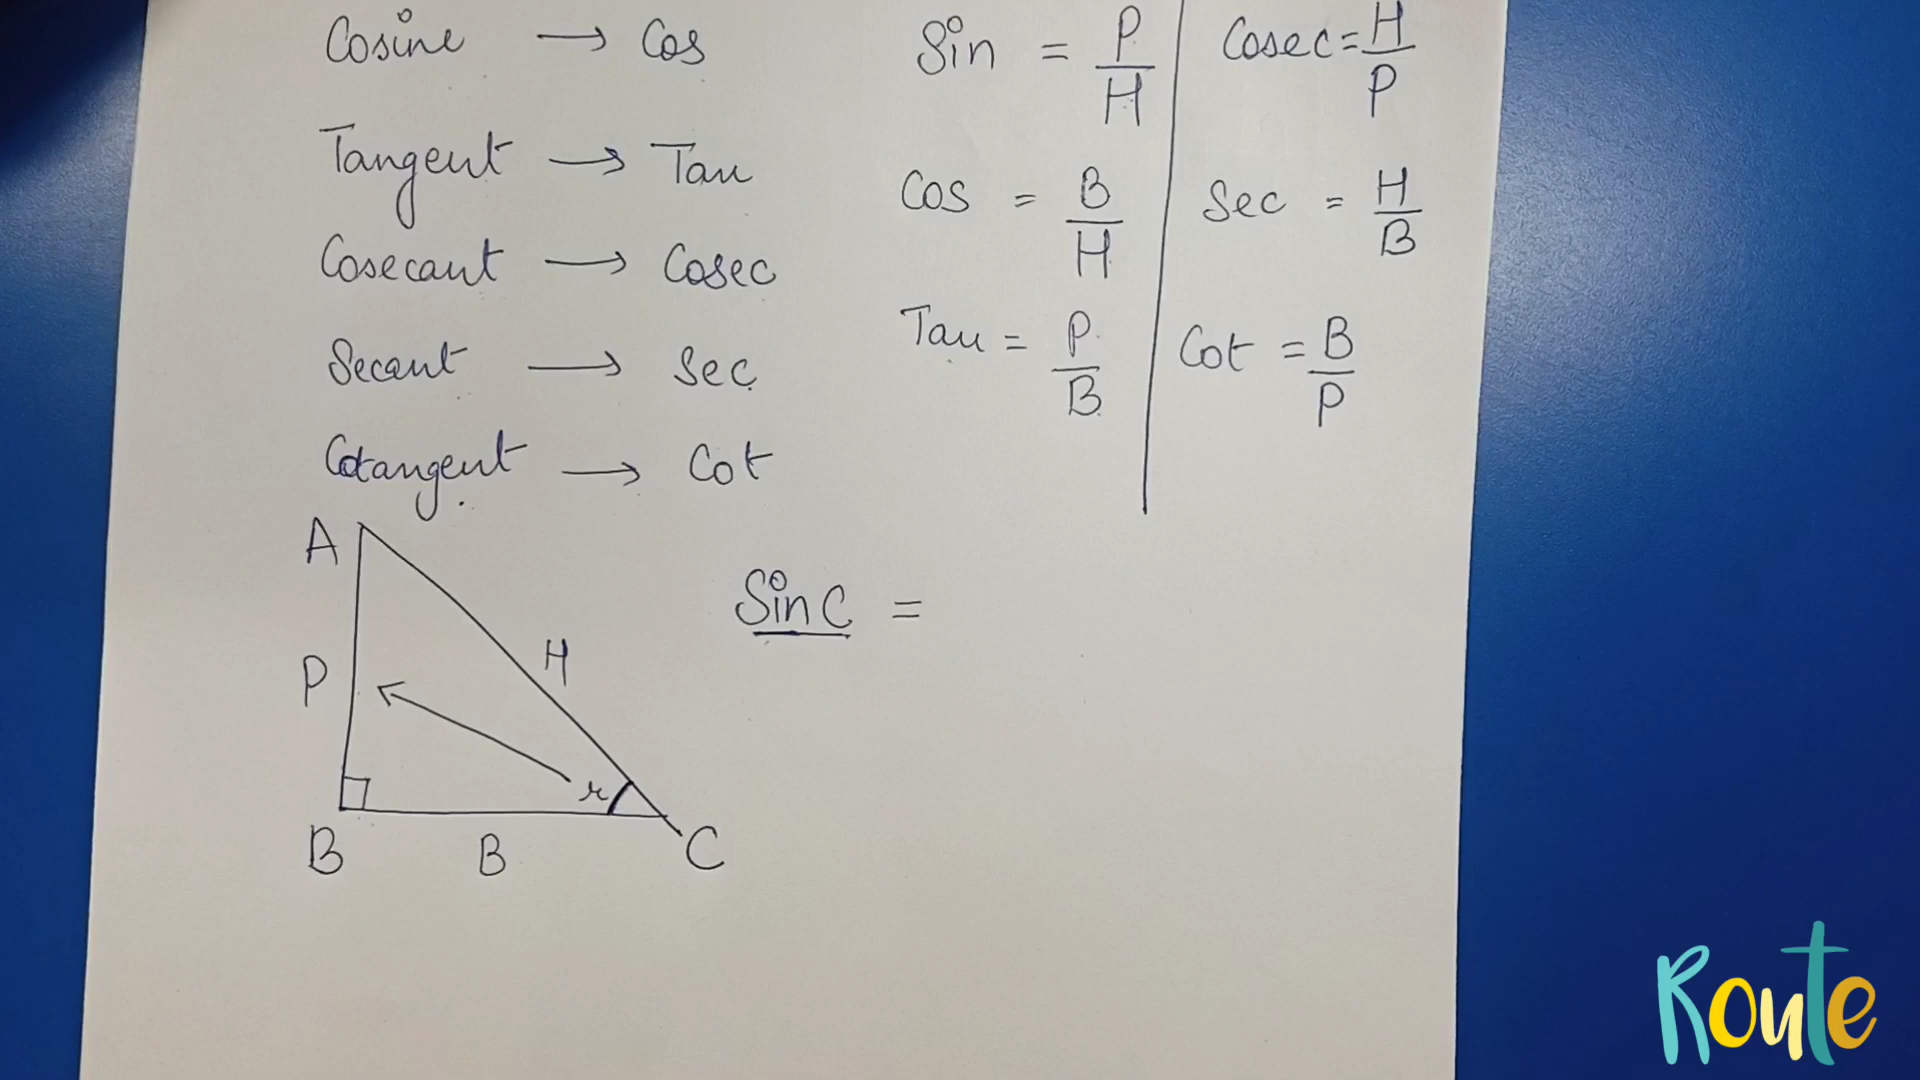 Cosine → Cos
Tangent → Tan
Cosecant → Cosec
Secant → Sec
Cotangent → Cot
Sin = P/H
Cos = B/H
Tan = P/B
Cosec = H/P
Sec = H/B
Cot = B/P
A
P
H
B
B
C
Sin C =
Route